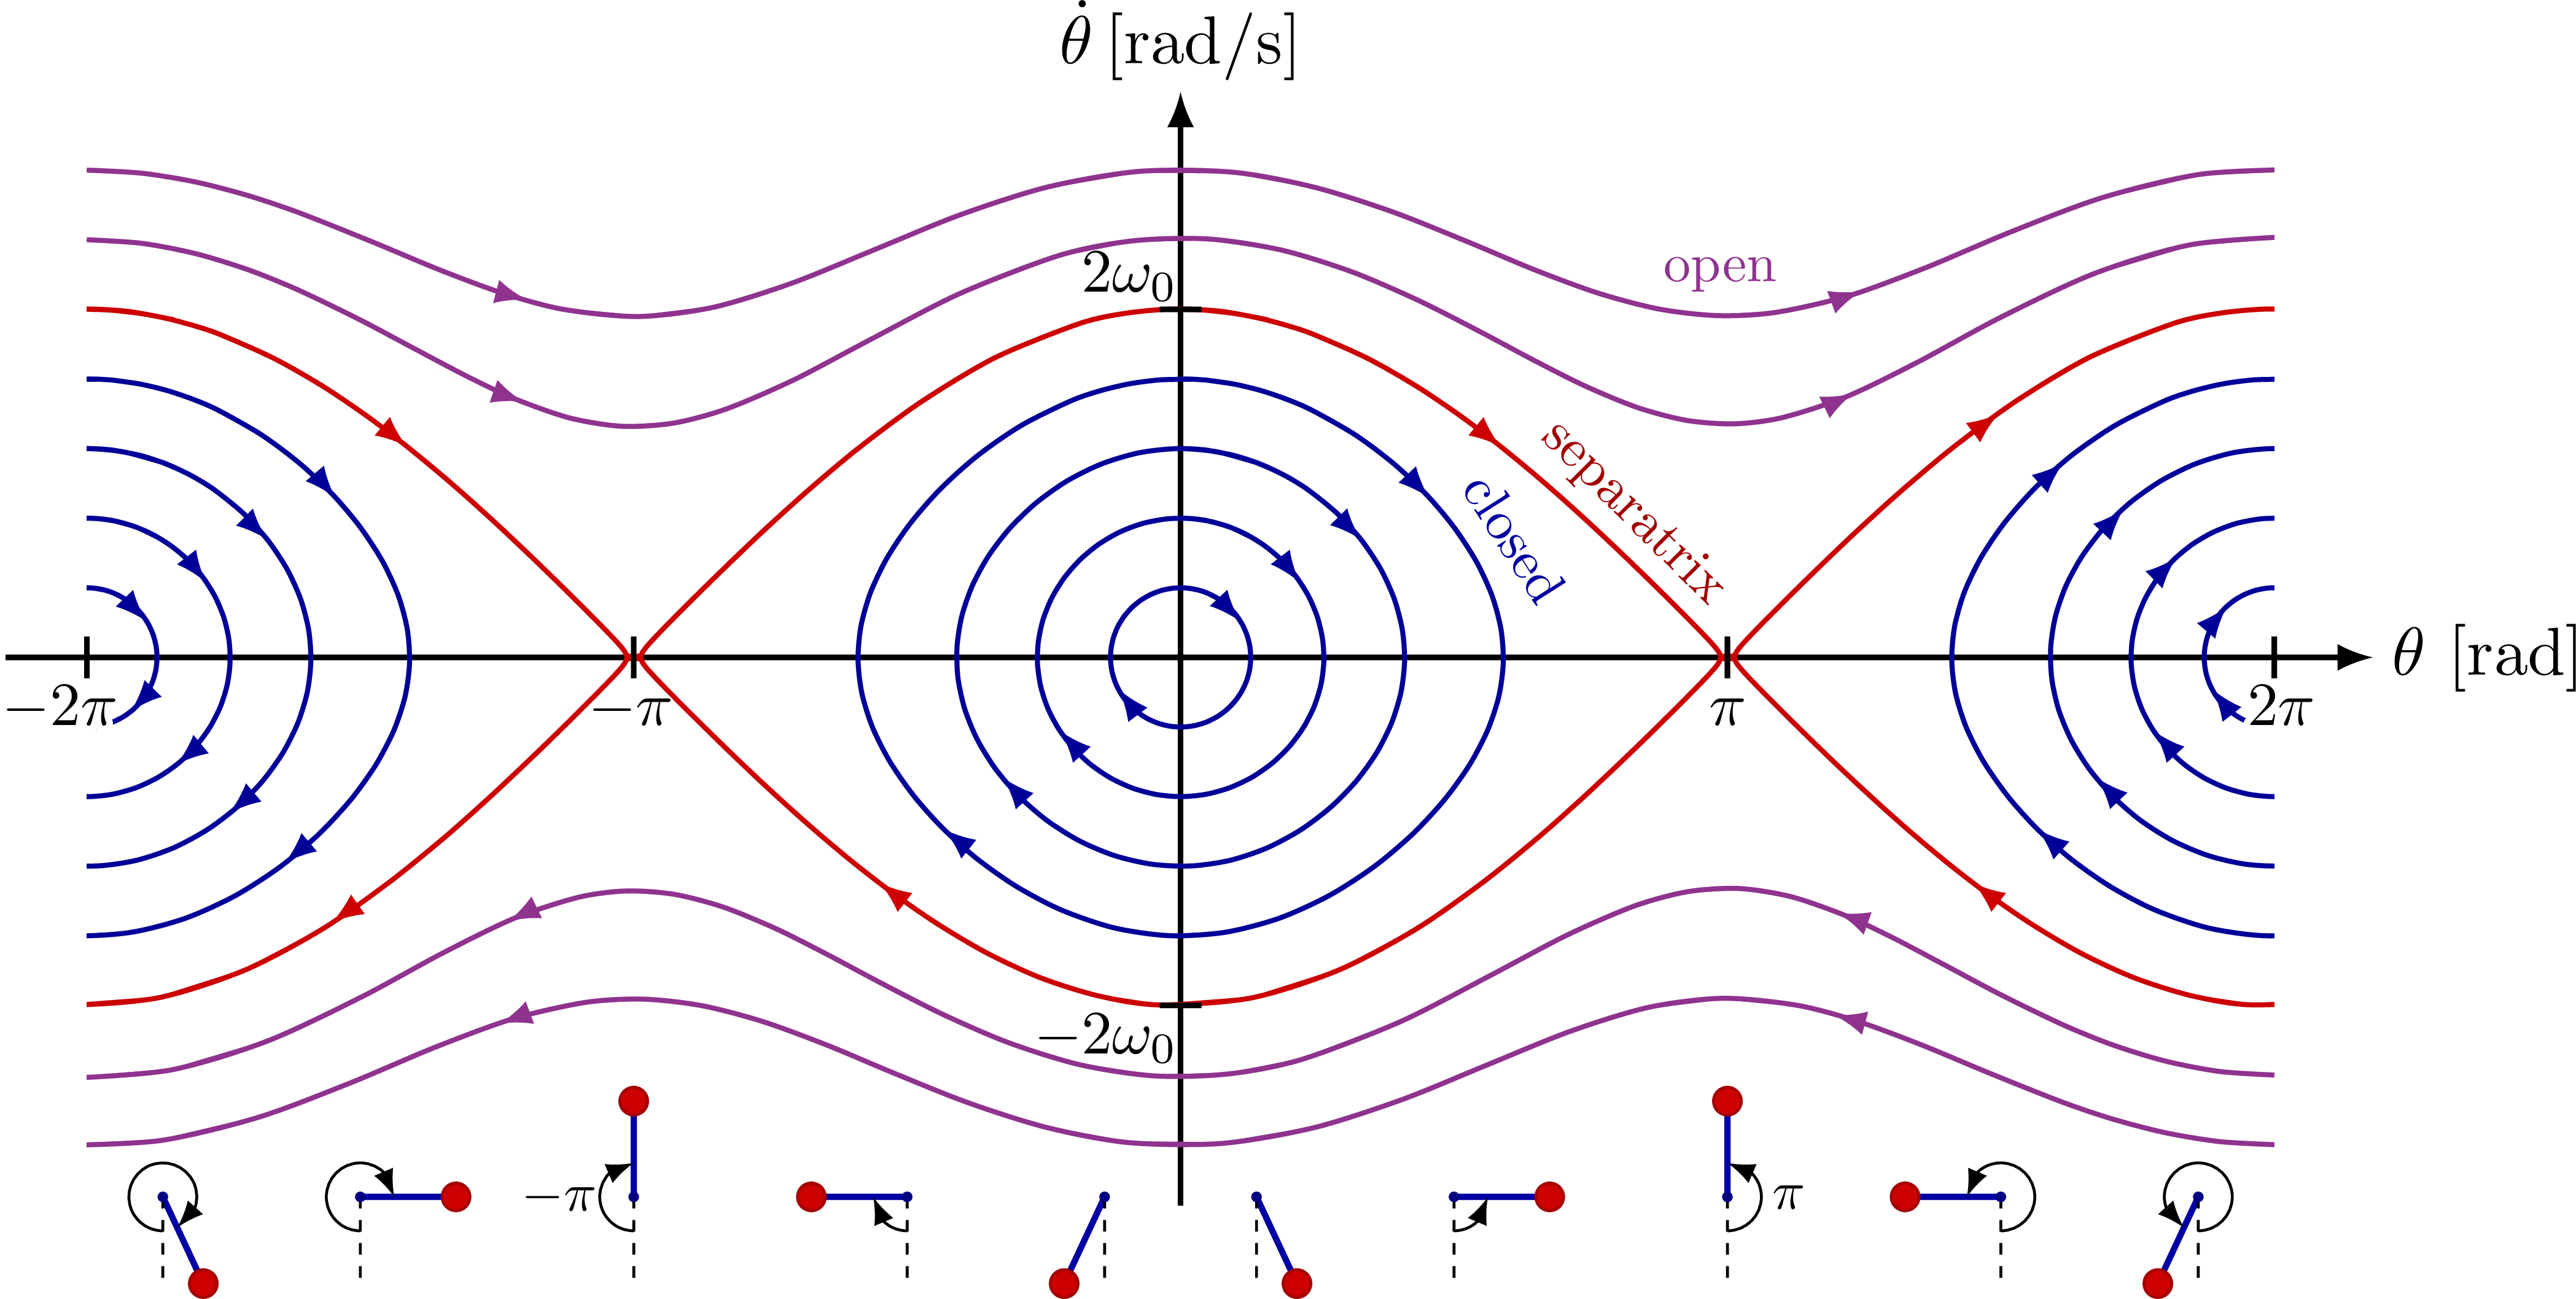 θ̇ [rad/s]
open
2ω₀
separatrix
closed
θ [rad]
−2π
−π
π
2π
−2ω₀
−π
π